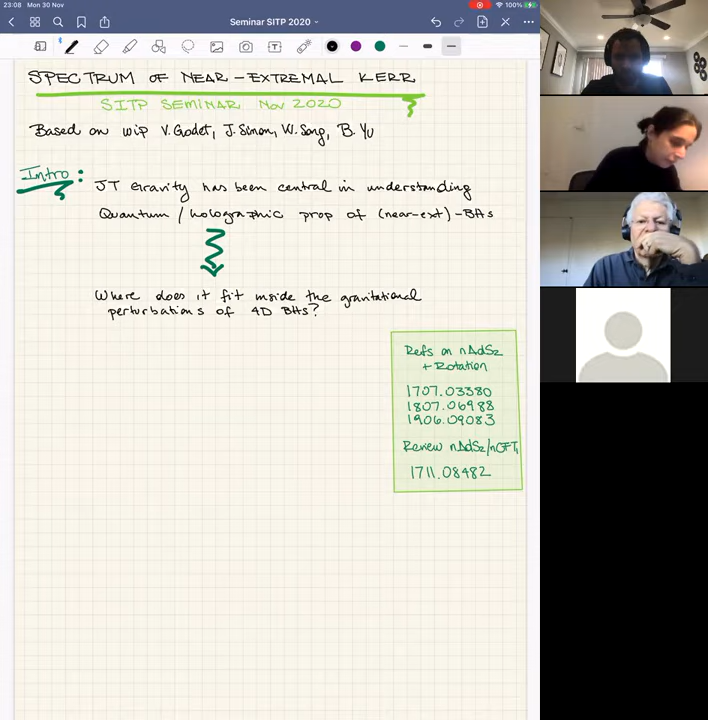 23:08 Mon 30 Nov
100%
Seminar SITP 2020
SPECTRUM OF NEAR-EXTREMAL KERR
SITP SEMINAR Nov 2020
Based on wip V. Godet, J. Simon, W. Song, B. Yu
Intro:
JT Gravity has been central in understanding
Quantum / holographic prop of (near-ext)-BHs
Where does it fit inside the gravitational
perturbations of 4D BHs?
Refs on nAdS2
+ Rotation
1707.03380
1807.06988
1906.09083
Review nAdS2/nCFT1
1711.08482